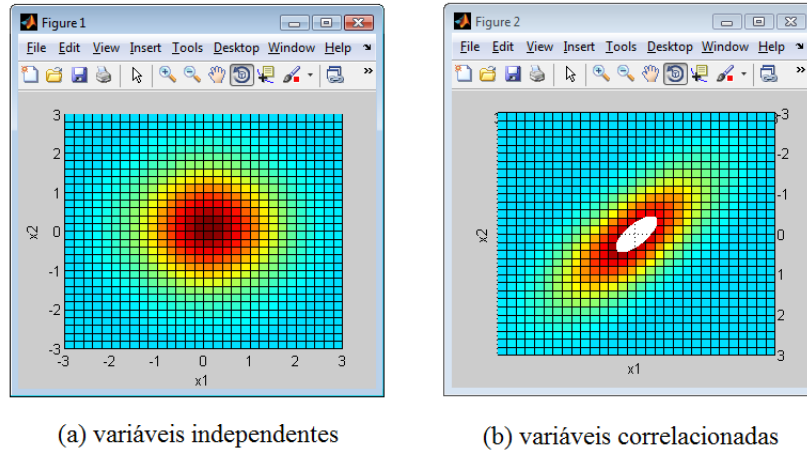 Figure 1
File Edit View Insert Tools Desktop Window Help
3
2
1
0
-1
-2
-3
x2
-3 -2 -1 0 1 2 3
x1
(a) variáveis independentes
Figure 2
File Edit View Insert Tools Desktop Window Help
-3
-2
-1
0
1
2
3
x2
x1
(b) variáveis correlacionadas